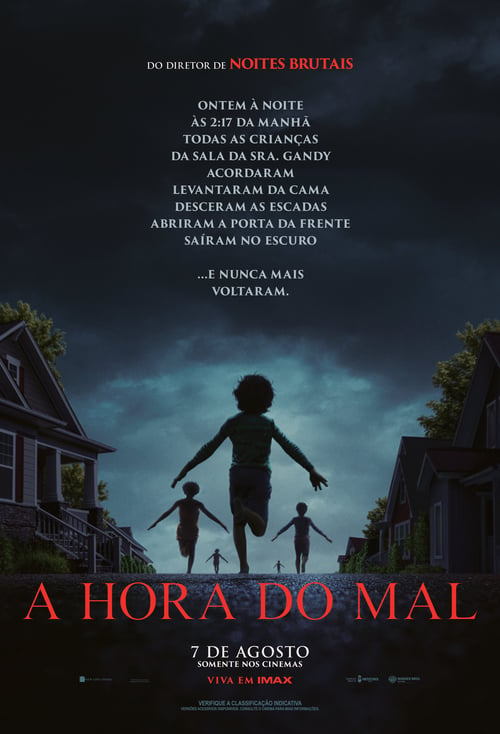 DO DIRETOR DE NOITES BRUTAIS
ONTEM À NOITE
ÀS 2:17 DA MANHÃ
TODAS AS CRIANÇAS
DA SALA DA SRA. GANDY
ACORDARAM
LEVANTARAM DA CAMA
DESCERAM AS ESCADAS
ABRIRAM A PORTA DA FRENTE
SAÍRAM NO ESCURO
...E NUNCA MAIS
VOLTARAM.
A HORA DO MAL
7 DE AGOSTO
SOMENTE NOS CINEMAS
VIVA EM IMAX
VERIFIQUE A CLASSIFICAÇÃO INDICATIVA